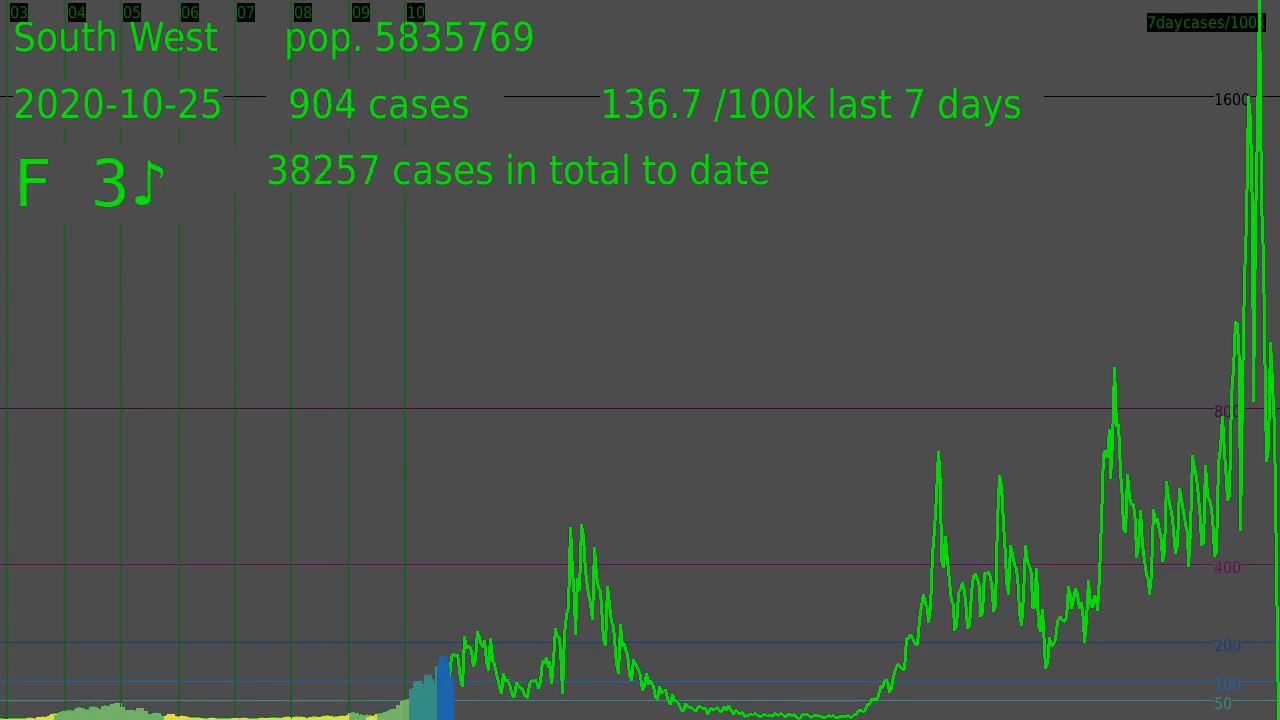 03 04 05 06 07 08 09 10
7daycases/100k
South West pop. 5835769
2020-10-25 904 cases 136.7 /100k last 7 days
1600
F 3♪ 38257 cases in total to date
800
400
200
100
50